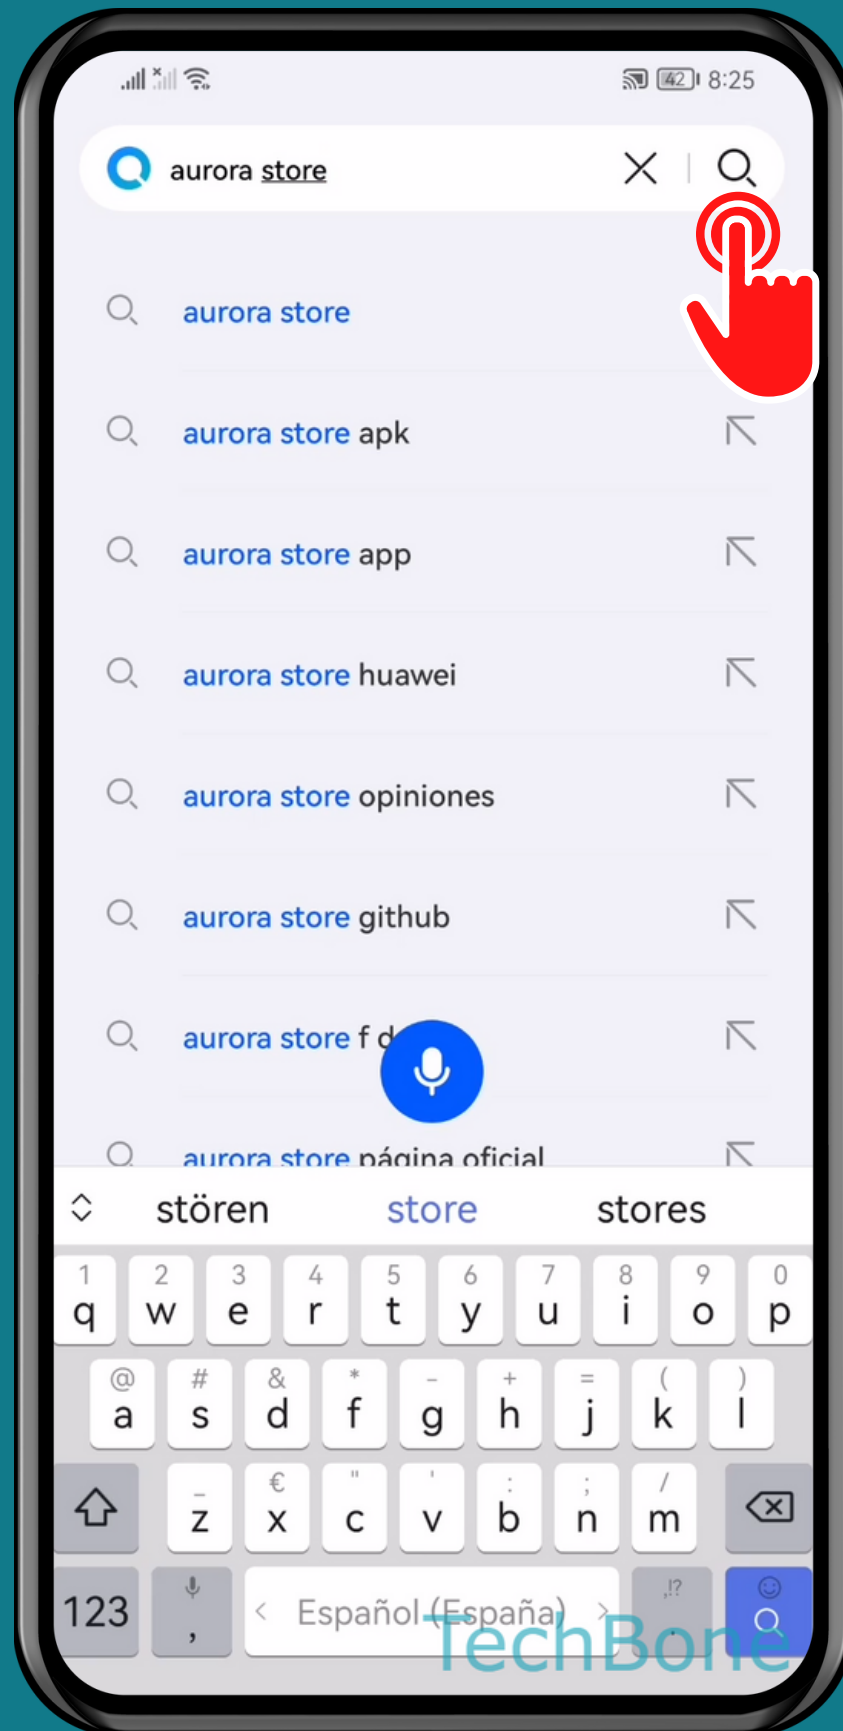 42 8:25
aurora store
aurora store
aurora store apk
aurora store app
aurora store huawei
aurora store opiniones
aurora store github
aurora store f d
aurora store página oficial
stören store stores
1 2 3 4 5 6 7 8 9 0
q w e r t y u i o p
@ # & * - + = ( )
a s d f g h j k l
_ € " ' : ; /
z x c v b n m
,!?
123 , < Español (España) > .
TechBone